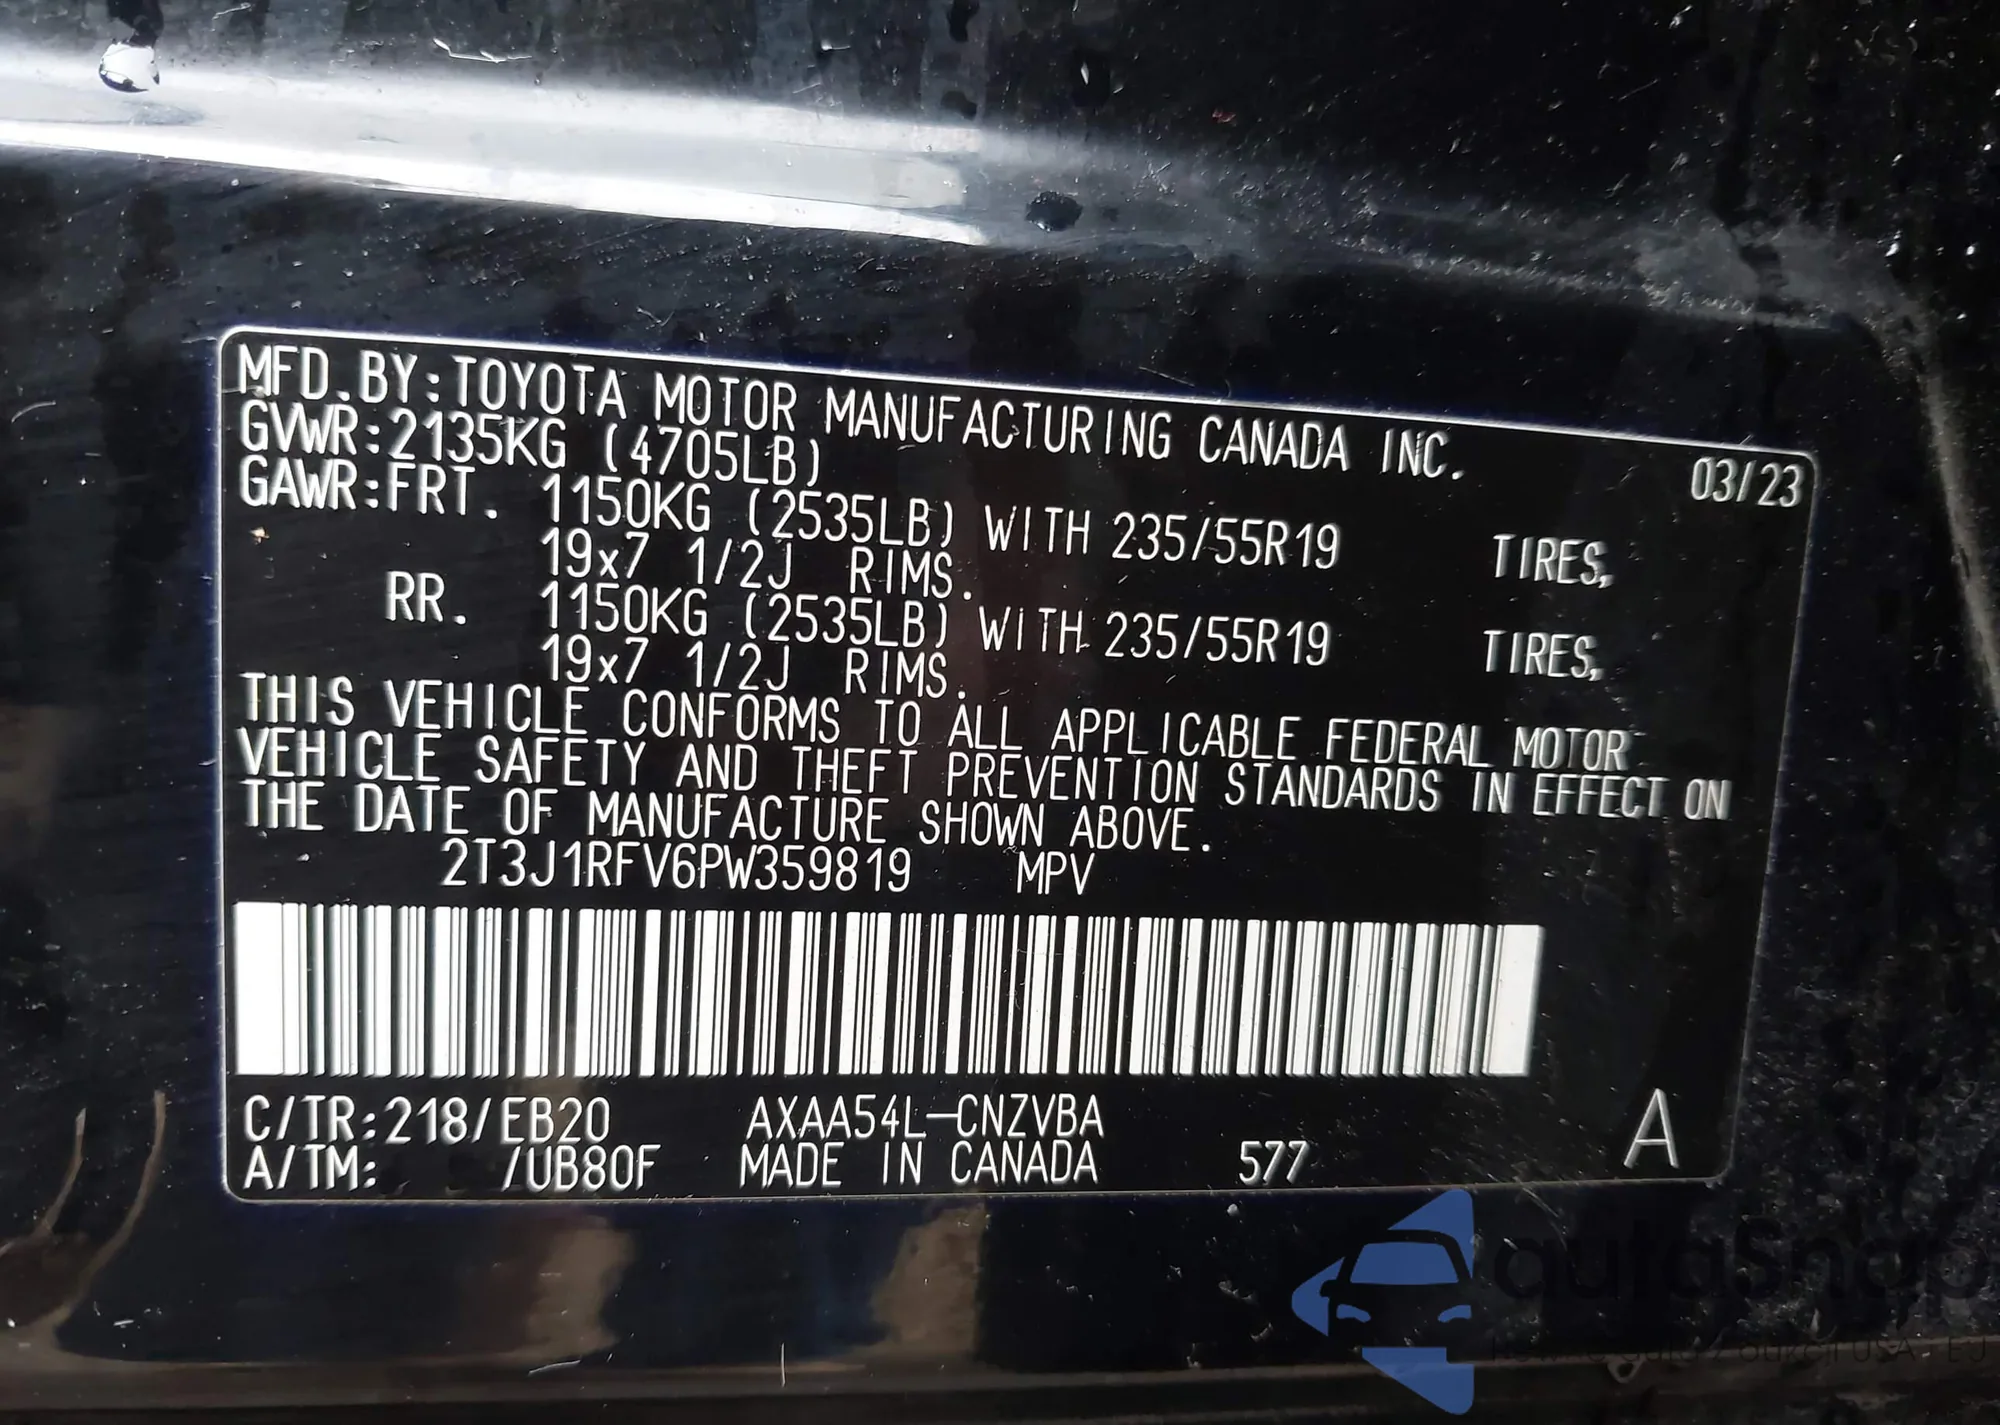 MFD.BY:TOYOTA MOTOR MANUFACTURING CANADA INC. 03/23
GVWR:2135KG (4705LB)
GAWR:FRT. 1150KG (2535LB) WITH 235/55R19 TIRES,
19x7 1/2J RIMS.
RR. 1150KG (2535LB) WITH 235/55R19 TIRES,
19x7 1/2J RIMS.
THIS VEHICLE CONFORMS TO ALL APPLICABLE FEDERAL MOTOR
VEHICLE SAFETY AND THEFT PREVENTION STANDARDS IN EFFECT ON
THE DATE OF MANUFACTURE SHOWN ABOVE.
2T3J1RFV6PW359819 MPV
C/TR:218/EB20 AXAA54L-CNZVBA A
A/TM: /UB80F MADE IN CANADA 577
autoSnap